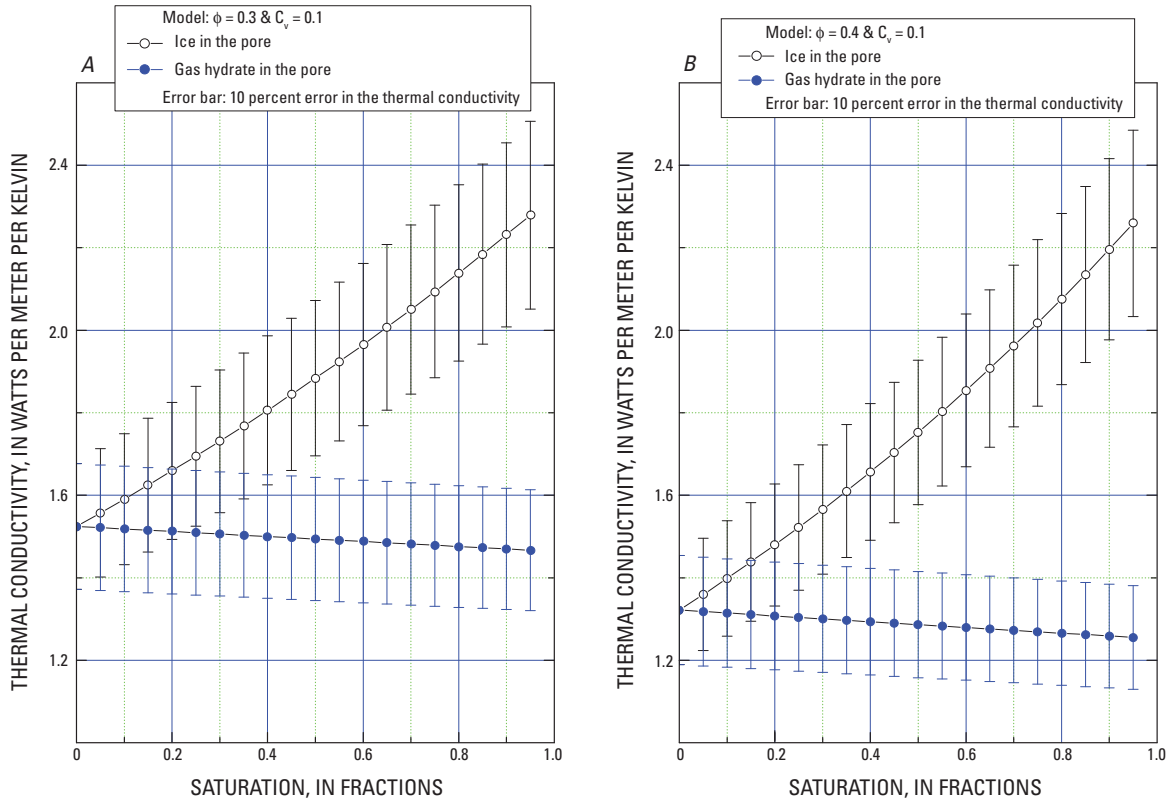 Model: ϕ = 0.3 & Cv = 0.1
Ice in the pore
Gas hydrate in the pore
Error bar: 10 percent error in the thermal conductivity
A
THERMAL CONDUCTIVITY, IN WATTS PER METER PER KELVIN
2.4
2.0
1.6
1.2
0
0.2
0.4
0.6
0.8
1.0
SATURATION, IN FRACTIONS
Model: ϕ = 0.4 & Cv = 0.1
Ice in the pore
Gas hydrate in the pore
Error bar: 10 percent error in the thermal conductivity
B
THERMAL CONDUCTIVITY, IN WATTS PER METER PER KELVIN
2.4
2.0
1.6
1.2
0
0.2
0.4
0.6
0.8
1.0
SATURATION, IN FRACTIONS